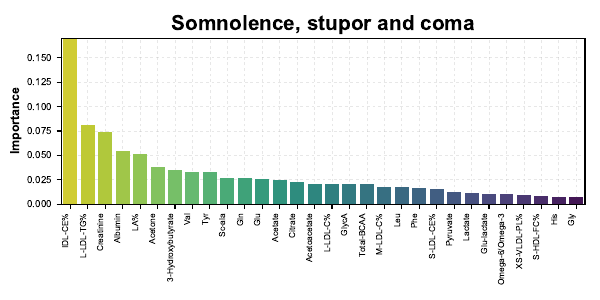 Somnolence, stupor and coma
Importance
0.150
0.125
0.100
0.075
0.050
0.025
0.000
IDL-CE%
L-LDL-TG%
Creatinine
Albumin
LA%
Acetone
3-Hydroxybutyrate
Val
Tyr
Gln
Glu
Acetate
Citrate
Acetoacetate
L-LDL-C%
GlycA
Total-BCAA
M-LDL-C%
Leu
Phe
S-LDL-CE%
Pyruvate
Lactate
Glu-lactate
Omega-6/Omega-3
XS-VLDL-PL%
S-HDL-FC%
His
Gly